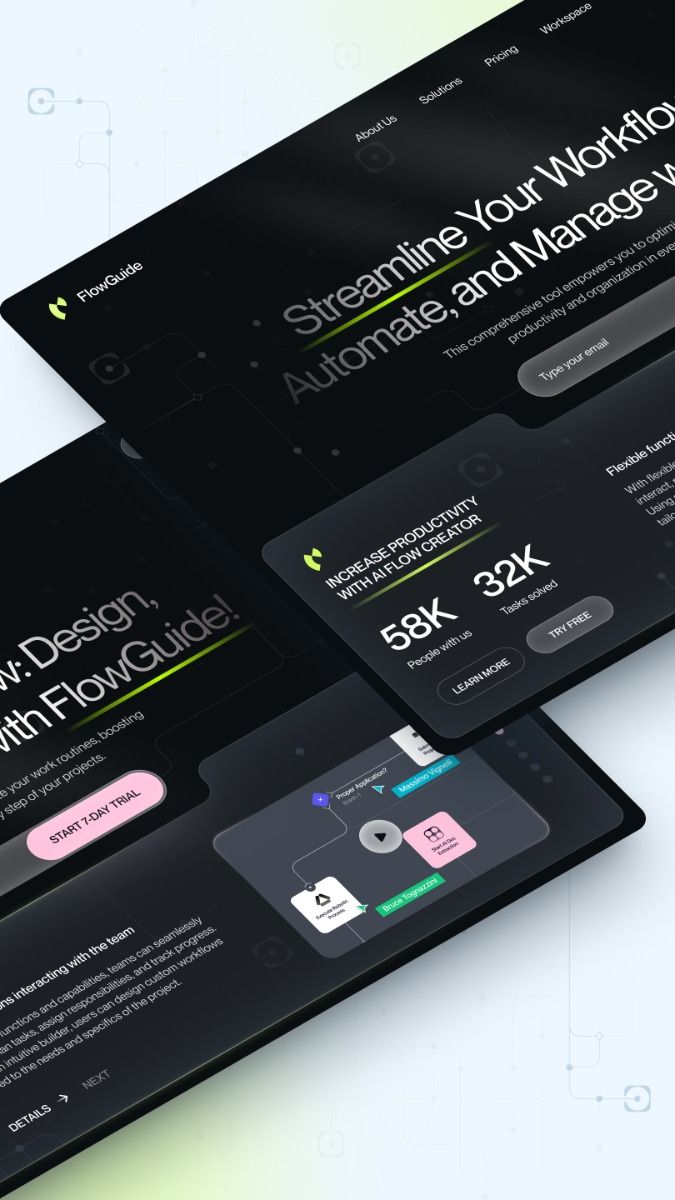 FlowGuide
About Us
Solutions
Pricing
Workspace
Streamline Your Workflow
Automate, and Manage w
This comprehensive tool empowers you to optimi
productivity and organization in eve
Type your email
INCREASE PRODUCTIVITY
WITH AI FLOW CREATOR
58K
People with us
32K
Tasks solved
LEARN MORE
TRY FREE
Flexible functi
With flexible
interact,
Using
tailo
w: Design,
with FlowGuide!
e your work routines, boosting
y step of your projects.
START 7-DAY TRIAL
ons interacting with the team
functions and capabilities, teams can seamlessly
an tasks, assign responsibilities, and track progress.
n intuitive builder, users can design custom workflows
ed to the needs and specifics of the project.
DETAILS →
NEXT
Proper Application?
Massimo Vignelli
Start AI Doc
Extraction
Execute Robotic
Process
Bruce Tognazzini